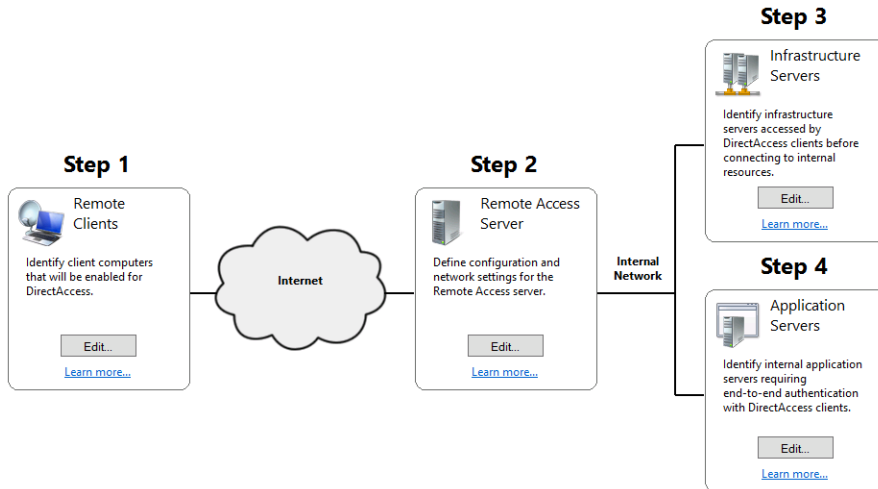 Step 1
Remote
Clients
Identify client computers
that will be enabled for
DirectAccess.
Edit...
Learn more...
Internet
Step 2
Remote Access
Server
Define configuration and
network settings for the
Remote Access server.
Edit...
Learn more...
Internal
Network
Step 3
Infrastructure
Servers
Identify infrastructure
servers accessed by
DirectAccess clients before
connecting to internal
resources.
Edit...
Learn more...
Step 4
Application
Servers
Identify internal application
servers requiring
end-to-end authentication
with DirectAccess clients.
Edit...
Learn more...